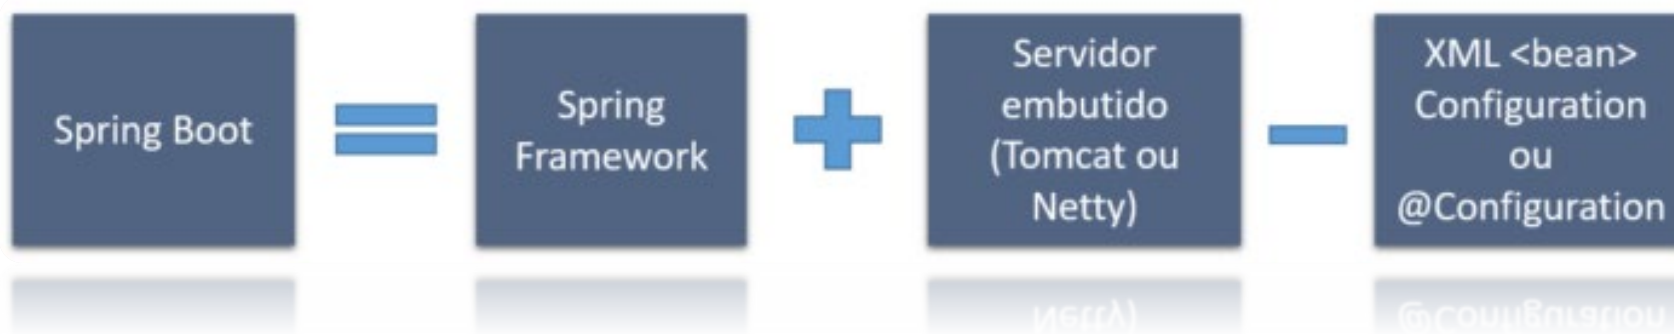 Spring Boot
Spring
Framework
Servidor
embutido
(Tomcat ou
Netty)
XML <bean>
Configuration
ou
@Configuration